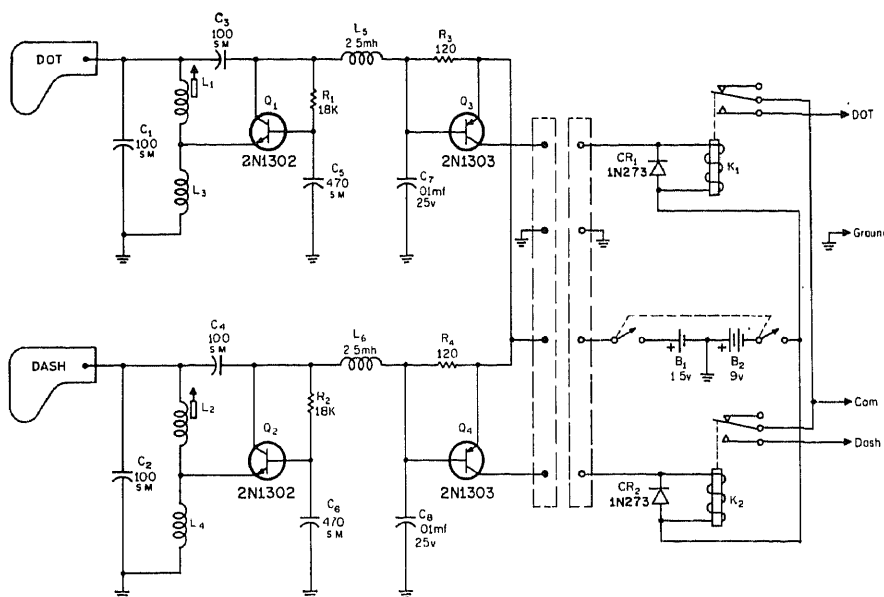 DOT
C1
100
SM
L1
L3
C3
100
SM
Q1
2N1302
R1
18K
C5
470
SM
L5
2 5mh
R3
120
Q3
2N1303
C7
.01mf
25v
CR1
1N273
K1
DOT
Ground
DASH
C2
100
SM
L2
L4
C4
100
SM
Q2
2N1302
R2
18K
C6
470
SM
L6
2 5mh
R4
120
Q4
2N1303
C8
.01mf
25v
+
B1
1 5v
+
B2
9v
Com
Dash
CR2
1N273
K2